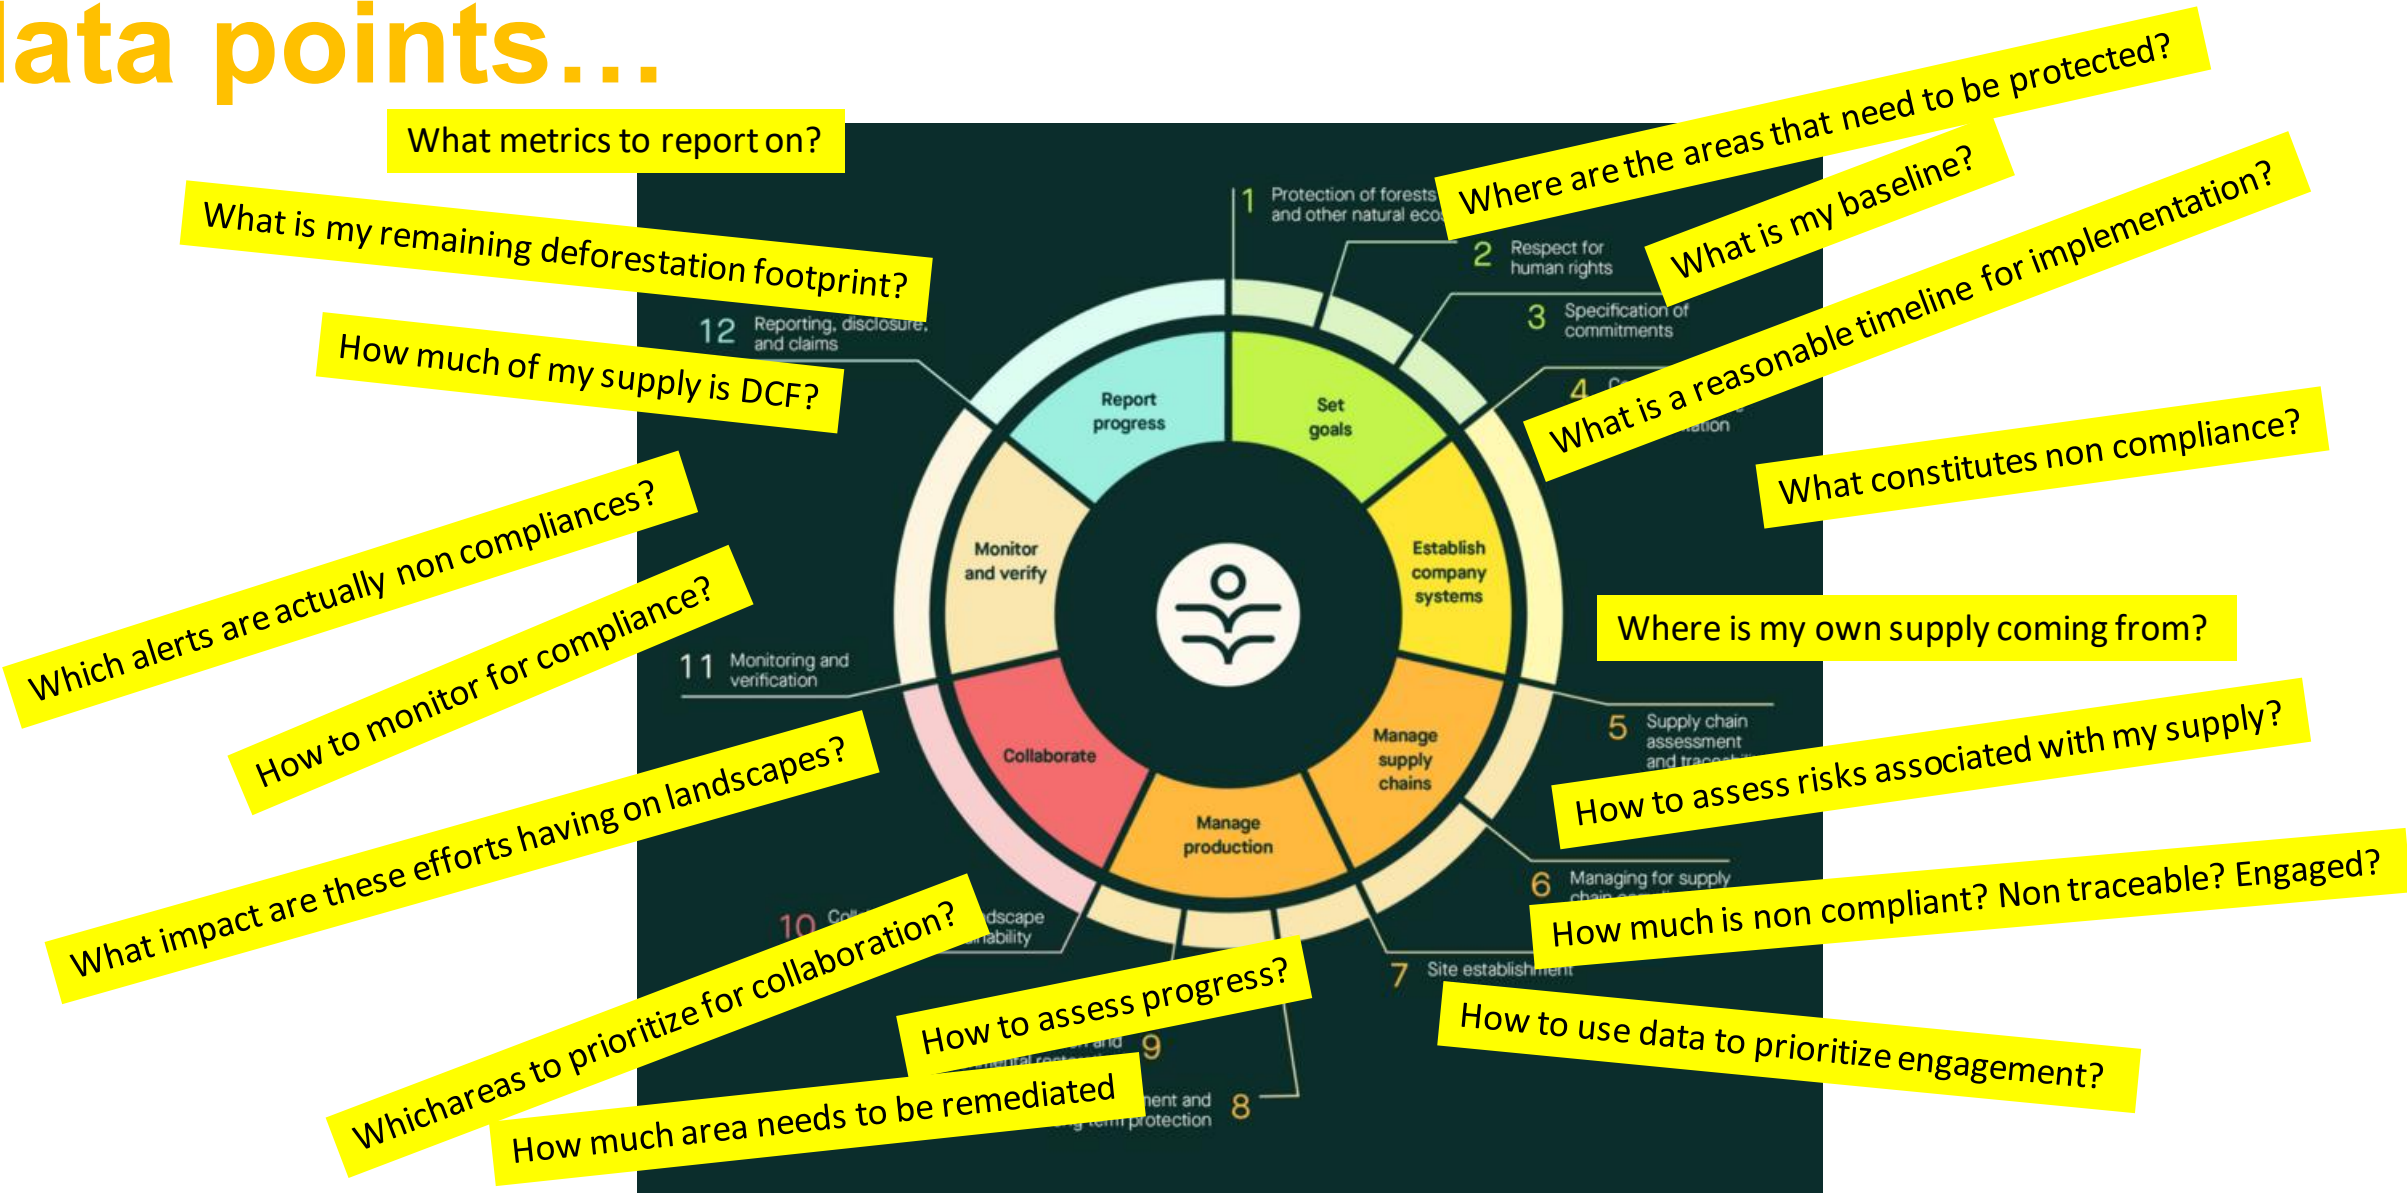 data points…
What metrics to report on?
Where are the areas that need to be protected?
What is my baseline?
What is a reasonable timeline for implementation?
What is my remaining deforestation footprint?
How much of my supply is DCF?
What constitutes non compliance?
Which alerts are actually non compliances?
How to monitor for compliance?
Where is my own supply coming from?
How to assess risks associated with my supply?
What impact are these efforts having on landscapes?
How much is non compliant? Non traceable? Engaged?
Whichareas to prioritize for collaboration?
How to assess progress?
How to use data to prioritize engagement?
How much area needs to be remediated
1 Protection of forests
and other natural
2 Respect for
human rights
3 Specification of
commitments
4
5 Supply chain
assessment
and
6 Managing for supply
chain
7 Site establishment
8
and
protection
9
and
10
11 Monitoring and
verification
12 Reporting, disclosure,
and claims
Set
goals
Establish
company
systems
Manage
supply
chains
Manage
production
Collaborate
Monitor
and verify
Report
progress